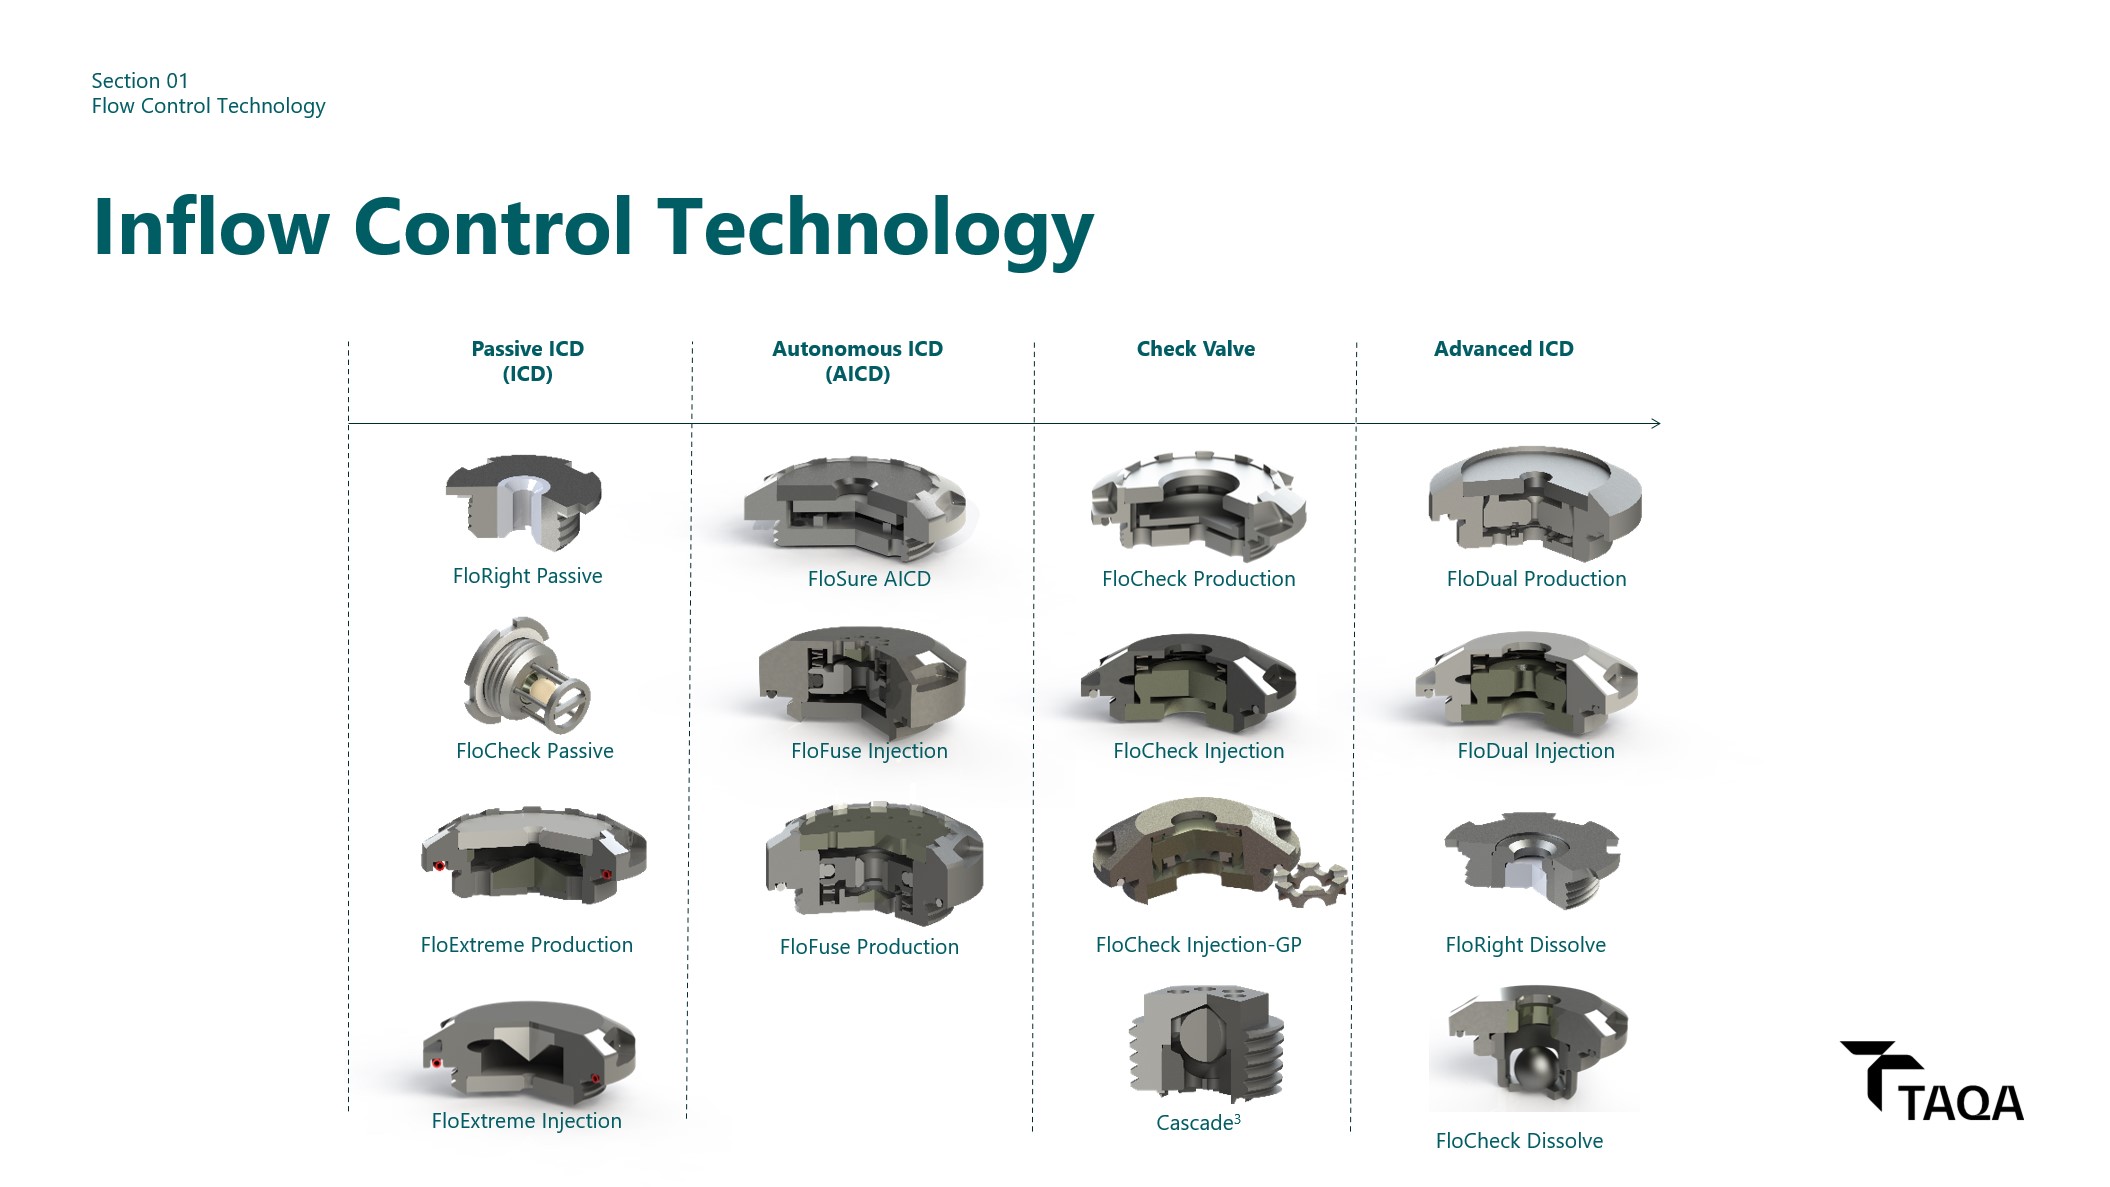 Section 01
Flow Control Technology
Inflow Control Technology
Passive ICD
(ICD)
Autonomous ICD
(AICD)
Check Valve
Advanced ICD
FloRight Passive
FloSure AICD
FloCheck Production
FloDual Production
FloCheck Passive
FloFuse Injection
FloCheck Injection
FloDual Injection
FloExtreme Production
FloFuse Production
FloCheck Injection-GP
FloRight Dissolve
FloExtreme Injection
Cascade³
FloCheck Dissolve
TAQA